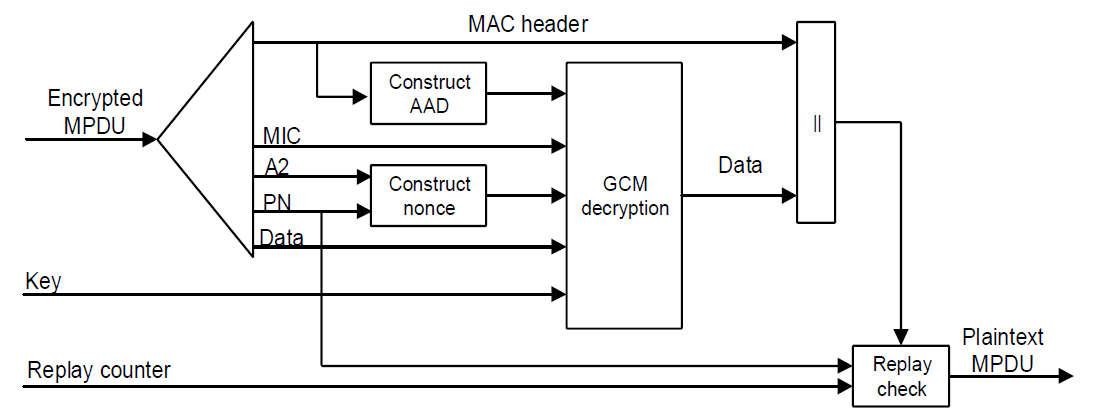 MAC header
Construct
AAD
Encrypted
MPDU
MIC
A2
PN
Data
Construct
nonce
GCM
decryption
Data
||
Key
Replay counter
Replay
check
Plaintext
MPDU